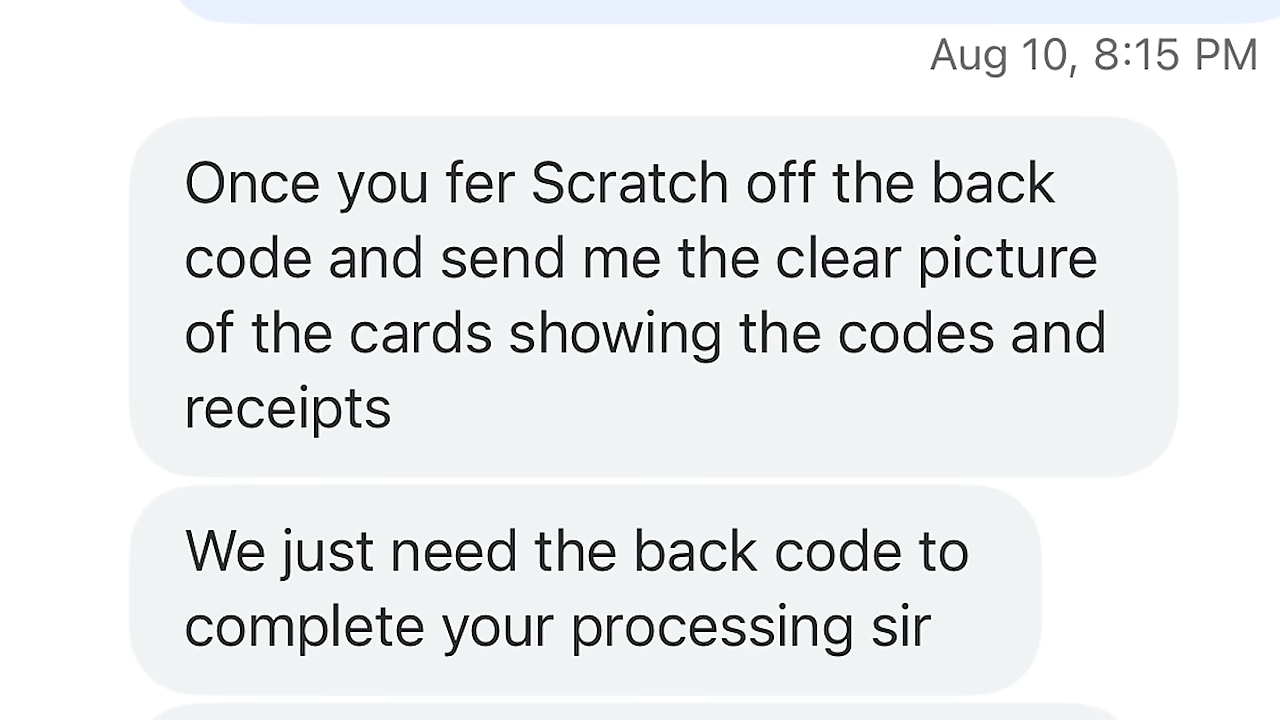 Aug 10, 8:15 PM
Once you fer Scratch off the back
code and send me the clear picture
of the cards showing the codes and
receipts
We just need the back code to
complete your processing sir